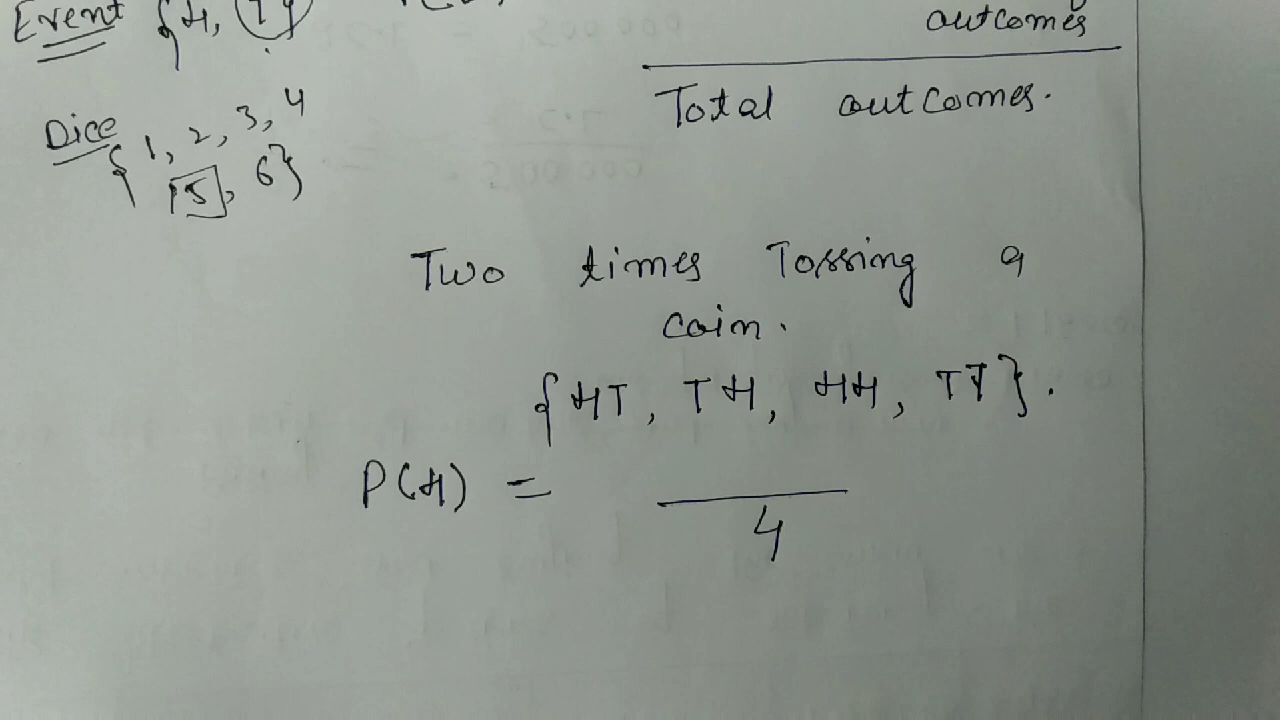 Event {H, T}
outcomes
Total outcomes.
Dice
{1, 2, 3, 4
5, 6}
Two times Tossing a
coin.
{HT, TH, HH, TT}.
P(H) =
4